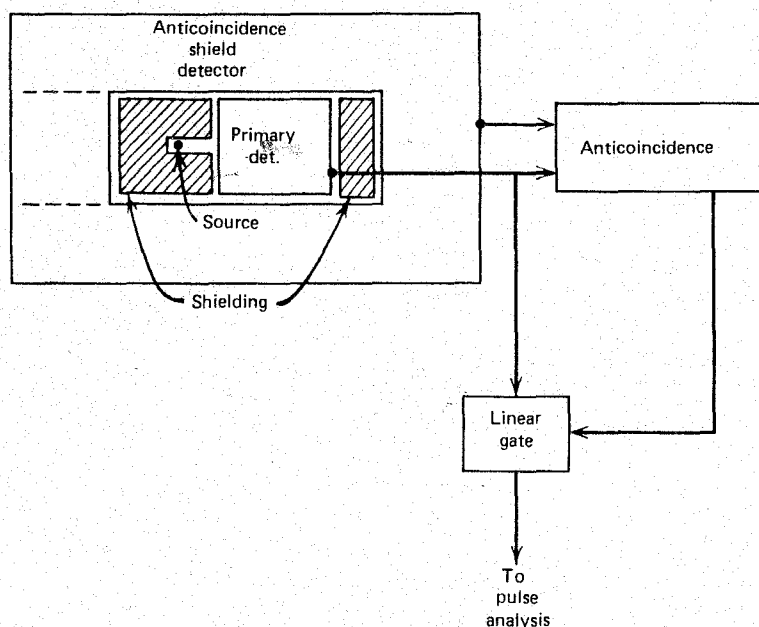 Anticoincidence
shield
detector
Primary
det.
Source
Shielding
Anticoincidence
Linear
gate
To
pulse
analysis